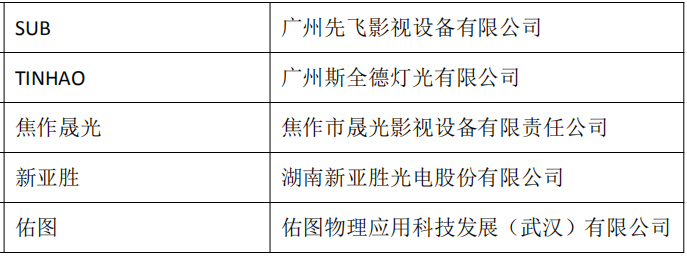 SUB 广州先飞影视设备有限公司
TINHAO 广州斯全德灯光有限公司
焦作晟光 焦作市晟光影视设备有限责任公司
新亚胜 湖南新亚胜光电股份有限公司
佑图 佑图物理应用科技发展（武汉）有限公司